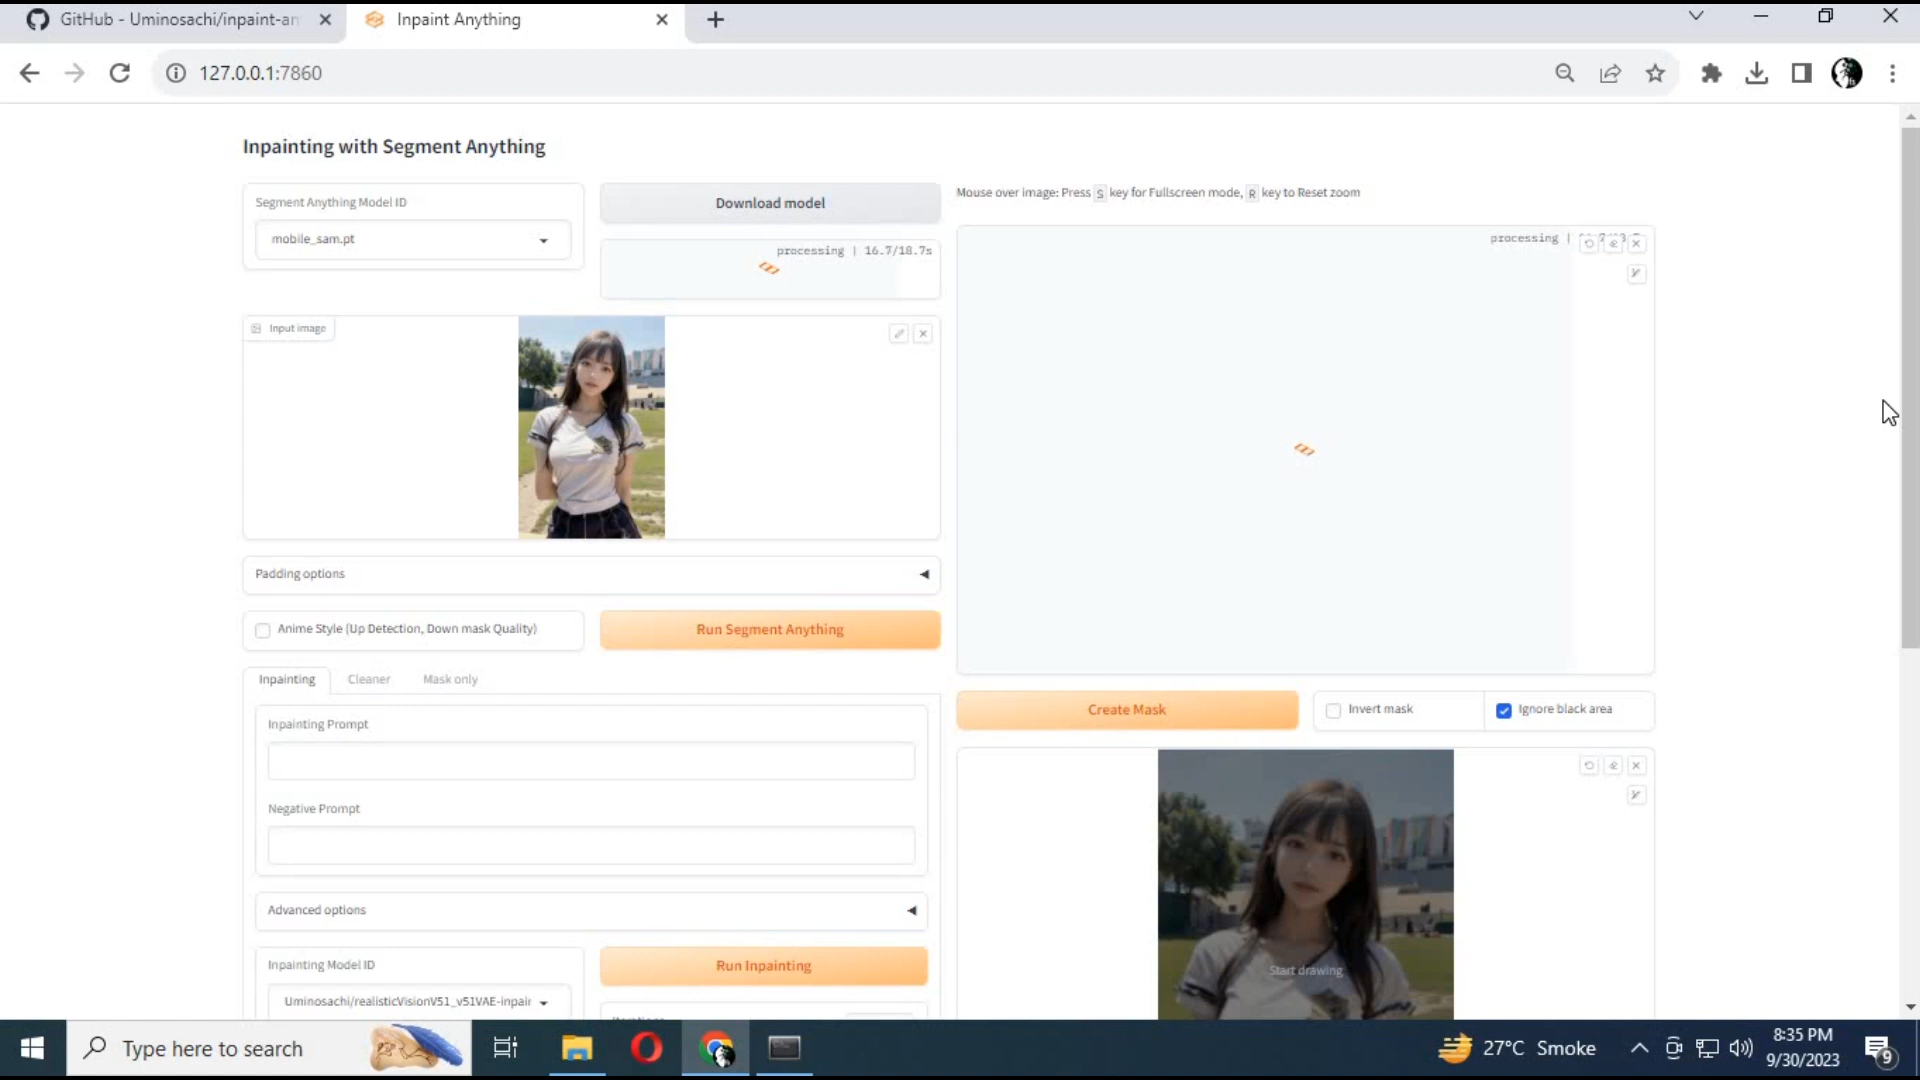 GitHub - Uminosachi/inpaint-an
Inpaint Anything
127.0.0.1:7860
Inpainting with Segment Anything
Segment Anything Model ID
mobile_sam.pt
Download model
processing | 16.7/18.7s
Mouse over image: Press S key for Fullscreen mode, R key to Reset zoom
processing |
Input image
Padding options
Anime Style (Up Detection, Down mask Quality)
Run Segment Anything
Inpainting
Cleaner
Mask only
Inpainting Prompt
Negative Prompt
Advanced options
Inpainting Model ID
Uminosachi/realisticVisionV51_v51VAE-inpair
Run Inpainting
Create Mask
Invert mask
Ignore black area
Start drawing
Type here to search
27°C Smoke
8:35 PM
9/30/2023
9